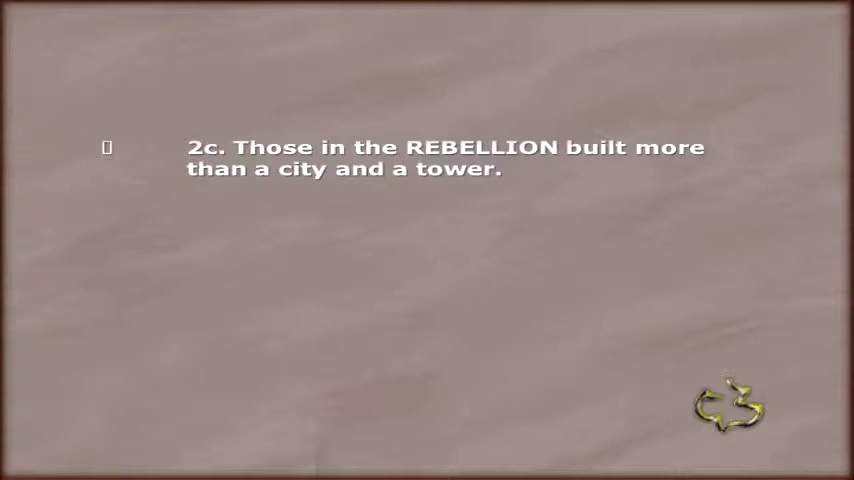 2c. Those in the REBELLION built more
than a city and a tower.